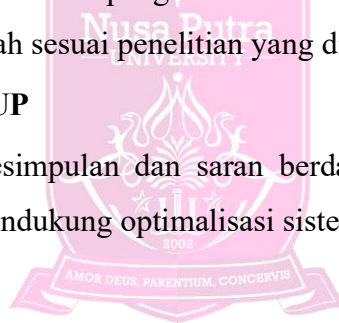 Nusa Putra
ah sesuai penelitian yang d
UNIVERSITY
UP
esimpulan dan saran berda
ndukung optimalisasi siste
2002
AMOR DEUS, PARENTIUM, CONCERVIS